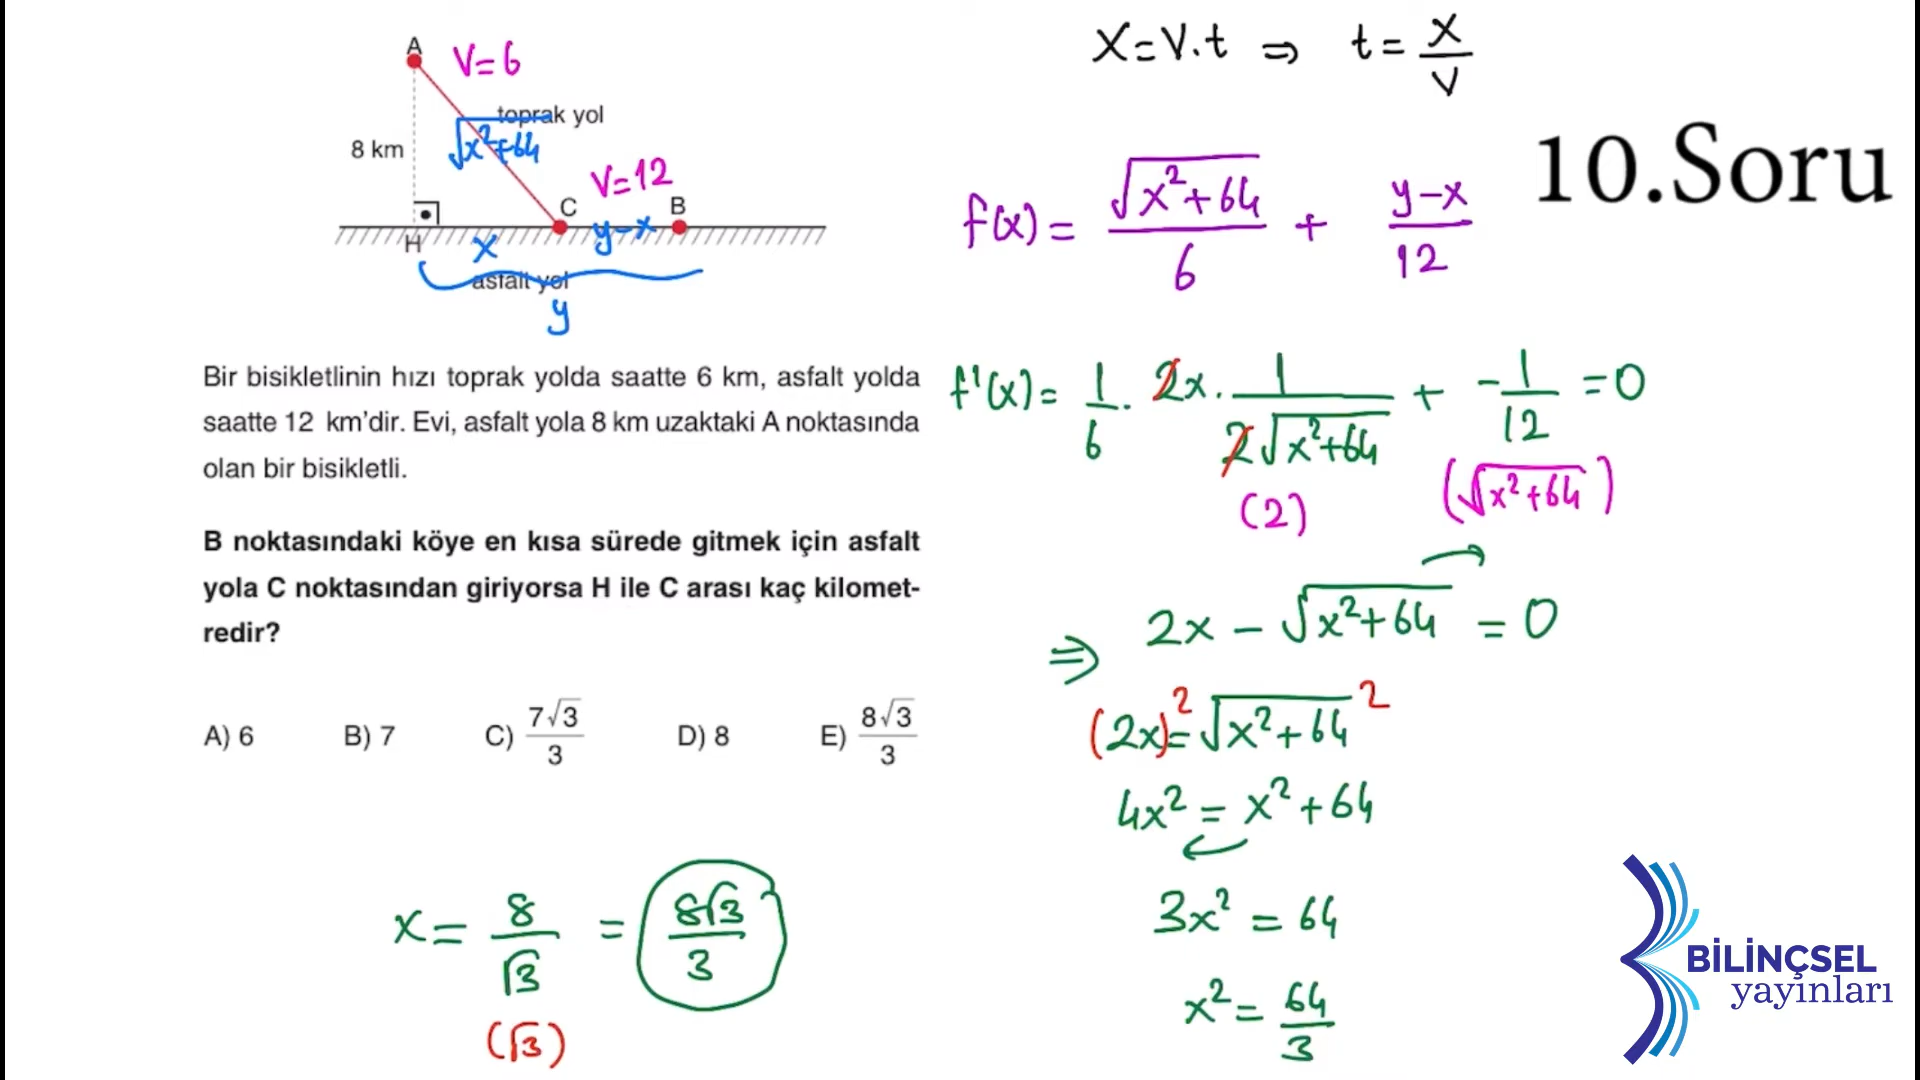 A
V=6
toprak yol
8 km
√x²+64
V=12
C
B
H
x
y-x
asfalt yol
y
Bir bisikletlinin hızı toprak yolda saatte 6 km, asfalt yolda
saatte 12 km'dir. Evi, asfalt yola 8 km uzaktaki A noktasında
olan bir bisikletli.
B noktasındaki köye en kısa sürede gitmek için asfalt
yola C noktasından giriyorsa H ile C arası kaç kilomet-
redir?
A) 6 B) 7 C) 7√3/3 D) 8 E) 8√3/3
x = 8/√3 = 8√3/3
(√3)
X=V.t ⇒ t= X/V
10.Soru
f(x) = √x²+64/6 + y-x/12
f'(x) = 1/6 . 2x . 1/2√x²+64 + -1/12 = 0
(2) (√x²+64)
⇒ 2x - √x²+64 = 0
(2x)² = √x²+64²
4x² = x²+64
3x² = 64
x² = 64/3
BİLİNÇSEL
yayınları